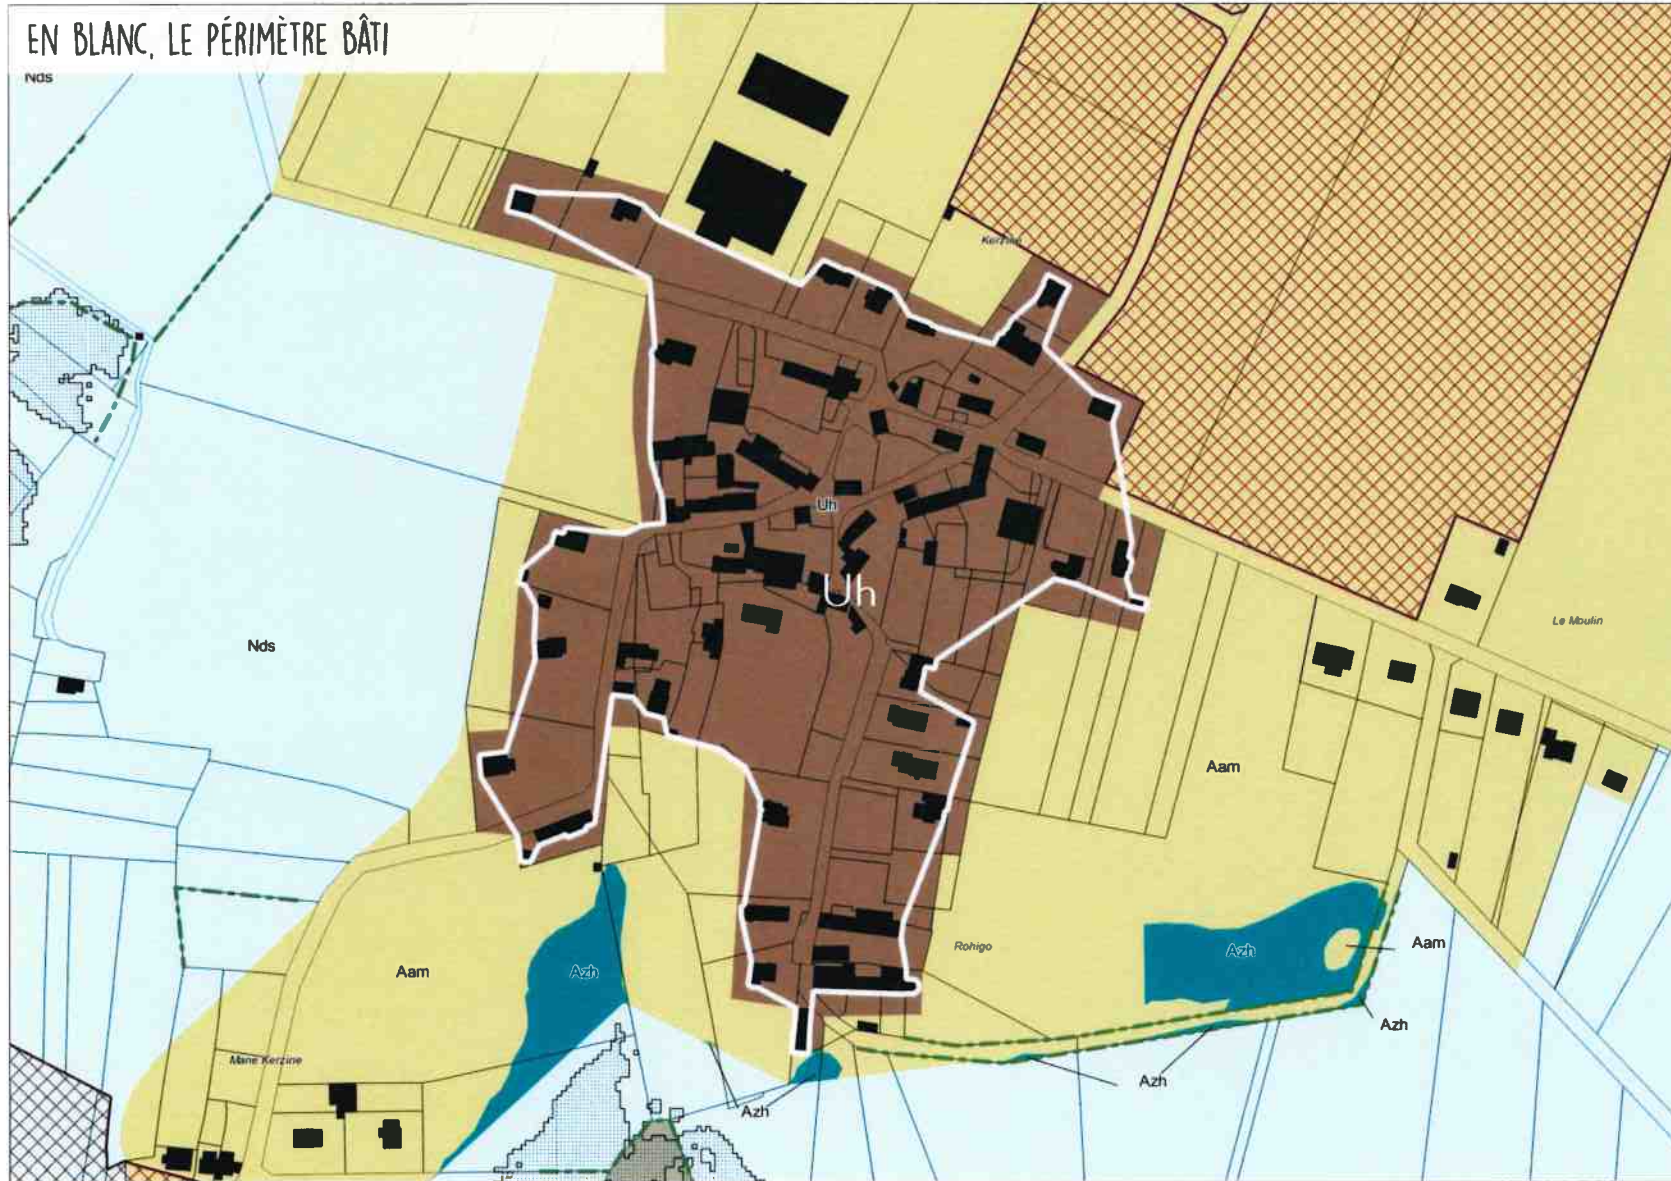 EN BLANC, LE PÉRIMÈTRE BÂTI
Nds
Kerzine
Uh
Uh
Nds
Le Moulin
Aam
Rohigo
Aam
Azh
Azh
Aam
Azh
Mane Kerzine
Azh
Azh